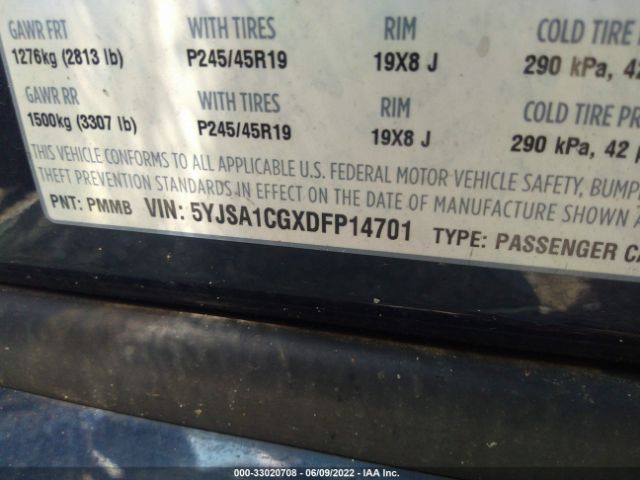 GAWR FRT WITH TIRES RIM COLD TIRE
1276kg (2813 lb) P245/45R19 19X8 J 290 kPa, 42
GAWR RR WITH TIRES RIM COLD TIRE PR
1500kg (3307 lb) P245/45R19 19X8 J 290 kPa, 42
THIS VEHICLE CONFORMS TO ALL APPLICABLE U.S. FEDERAL MOTOR VEHICLE SAFETY, BUMP
THEFT PREVENTION STANDARDS IN EFFECT ON THE DATE OF MANUFACTURE SHOWN
PNT: PMMB VIN: 5YJSA1CGXDFP14701 TYPE: PASSENGER CA
000-33020708 - 06/09/2022 - IAA Inc.